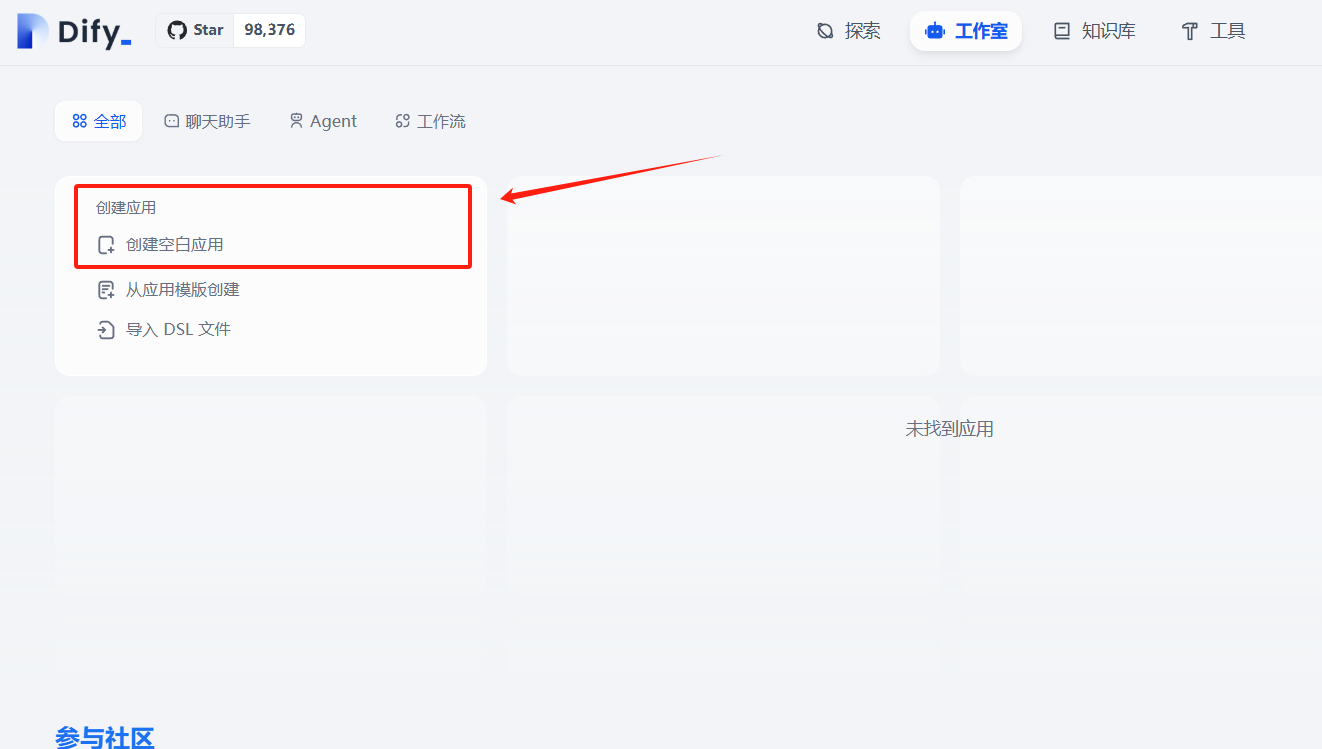 Dify_ Star 98,376 探索 工作室 知识库 工具
全部 聊天助手 Agent 工作流
创建应用
创建空白应用
从应用模版创建
导入 DSL 文件
未找到应用
参与社区